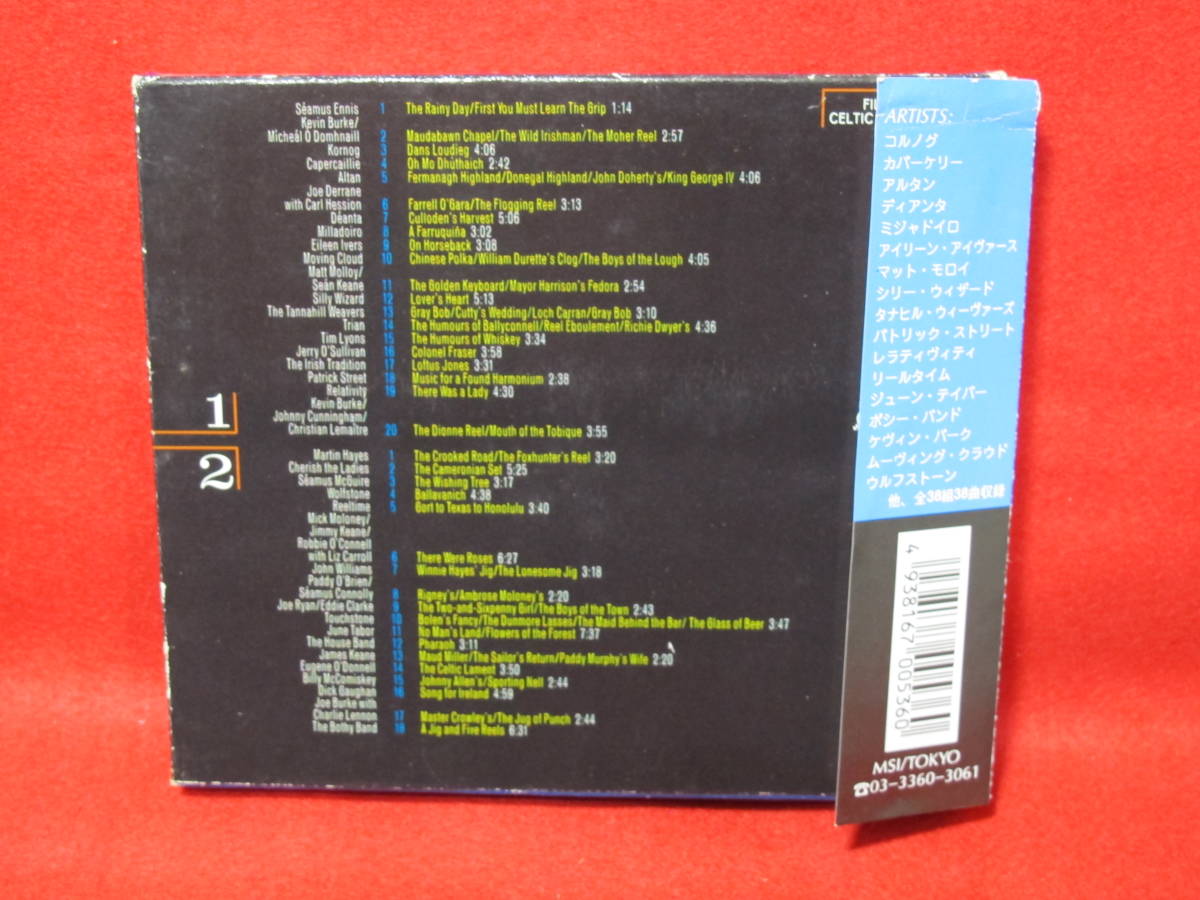 Séamus Ennis 1 The Rainy Day/First You Must Learn The Grip 1:14
Kevin Burke/
Micheál Ó Domhnaill 2 Maudabawn Chapel/The Wild Irishman/The Moher Reel 2:57
Kornog 3 Dans Loudieg 4:06
Capercaillie 4 Oh Mo Dhuthaich 2:42
Altan 5 Fermanagh Highland/Donegal Highland/John Doherty's/King George IV 4:06
Joe Derrane
with Carl Hession 6 Farrell O'Gara/The Flogging Reel 3:13
Déanta 7 Culloden's Harvest 5:06
Milladoiro 8 A Farruquiña 3:02
Eileen Ivers 9 On Horseback 3:08
Moving Cloud 10 Chinese Polka/William Durette's Clog/The Boys of the Lough 4:05
Matt Molloy/
Seán Keane 11 The Golden Keyboard/Mayor Harrison's Fedora 2:54
Silly Wizard 12 Lover's Heart 5:13
The Tannahill Weavers 13 Gray Bob/Cutty's Wedding/Loch Carran/Gray Bob 3:10
Trian 14 The Humours of Ballyconnell/Reel Eboulement/Richie Dwyer's 4:36
Tim Lyons 15 The Humours of Whiskey 3:34
Jerry O'Sullivan 16 Colonel Fraser 3:58
The Irish Tradition 17 Loftus Jones 3:31
Patrick Street 18 Music for a Found Harmonium 2:38
Relativity 19 There Was a Lady 4:30
Kevin Burke/
Johnny Cunningham/
Christian Lemaître 20 The Dionne Reel/Mouth of the Tobique 3:55
1
2
Martin Hayes 1 The Crooked Road/The Foxhunter's Reel 3:20
Cherish the Ladies 2 The Cameronian Set 5:25
Séamus McGuire 3 The Wishing Tree 3:17
Wolfstone 4 Ballavanich 4:38
Reeltime 5 Gort to Texas to Honolulu 3:40
Mick Moloney/
Jimmy Keane/
Robbie O'Connell
with Liz Carroll 6 There Were Roses 6:27
John Williams 7 Winnie Hayes' Jig/The Lonesome Jig 3:18
Paddy O'Brien/
Séamus Connolly 8 Rigney's/Ambrose Moloney's 2:20
Joe Ryan/Eddie Clarke 9 The Two-and-Sixpenny Girl/The Boys of the Town 2:43
Touchstone 10 Bolen's Fancy/The Dunmore Lasses/The Maid Behind the Bar/ The Glass of Beer 3:47
June Tabor 11 No Man's Land/Flowers of the Forest 7:37
The House Band 12 Pharaoh 3:11
James Keane 13 Maud Miller/The Sailor's Return/Paddy Murphy's Wife 2:20
Eugene O'Donnell 14 The Celtic Lament 3:50
Billy McComiskey 15 Johnny Allen's/Sporting Nell 2:44
Dick Gaughan 16 Song for Ireland 4:59
Joe Burke with
Charlie Lennon 17 Master Crowley's/The Jug of Punch 2:44
The Bothy Band 18 A Jig and Five Reels 6:31
CELTIC
ARTISTS:
コルノグ
カパーケリー
アルタン
ディアンタ
ミジャドイロ
アイリーン・アイヴァース
マット・モロイ
シリー・ウィザード
タナヒル・ウィーヴァーズ
パトリック・ストリート
レラティヴィティ
リールタイム
ジューン・テイバー
ボシー・バンド
ケヴィン・バーク
ムーヴィング・クラウド
ウルフストーン
他、全38組38曲収録
4 938167 005360
MSI/TOKYO
☎03-3360-3061